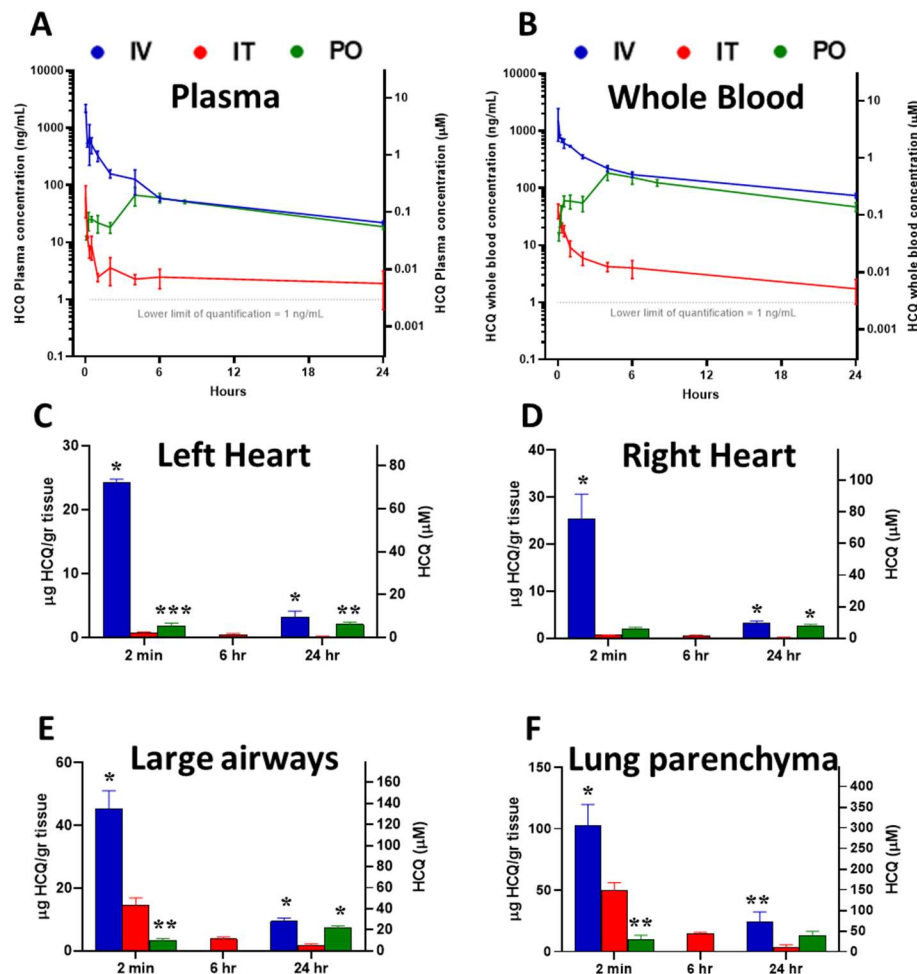 A
IV IT PO
Plasma
HCQ Plasma concentration (ng/mL)
10000
1000
100
10
1
0.1
HCQ Plasma concentration (µM)
10
1
0.1
0.01
0.001
Lower limit of quantification = 1 ng/mL
0 6 12 18 24
Hours
B
IV IT PO
Whole Blood
HCQ whole blood concentration (ng/mL)
10000
1000
100
10
1
0.1
HCQ whole blood concentration (µM)
10
1
0.1
0.01
0.001
Lower limit of quantification = 1 ng/mL
0 6 12 18 24
Hours
C
Left Heart
µg HCQ/gr tissue
30
20
10
0
HCQ (µM)
80
60
40
20
0
* *** * **
2 min 6 hr 24 hr
D
Right Heart
µg HCQ/gr tissue
40
30
20
10
0
HCQ (µM)
100
80
60
40
20
0
* * *
2 min 6 hr 24 hr
E
Large airways
µg HCQ/gr tissue
60
40
20
0
HCQ (µM)
160
140
120
100
80
60
40
20
0
* ** * *
2 min 6 hr 24 hr
F
Lung parenchyma
µg HCQ/gr tissue
150
100
50
0
HCQ (µM)
400
350
300
250
200
150
100
50
0
* ** **
2 min 6 hr 24 hr